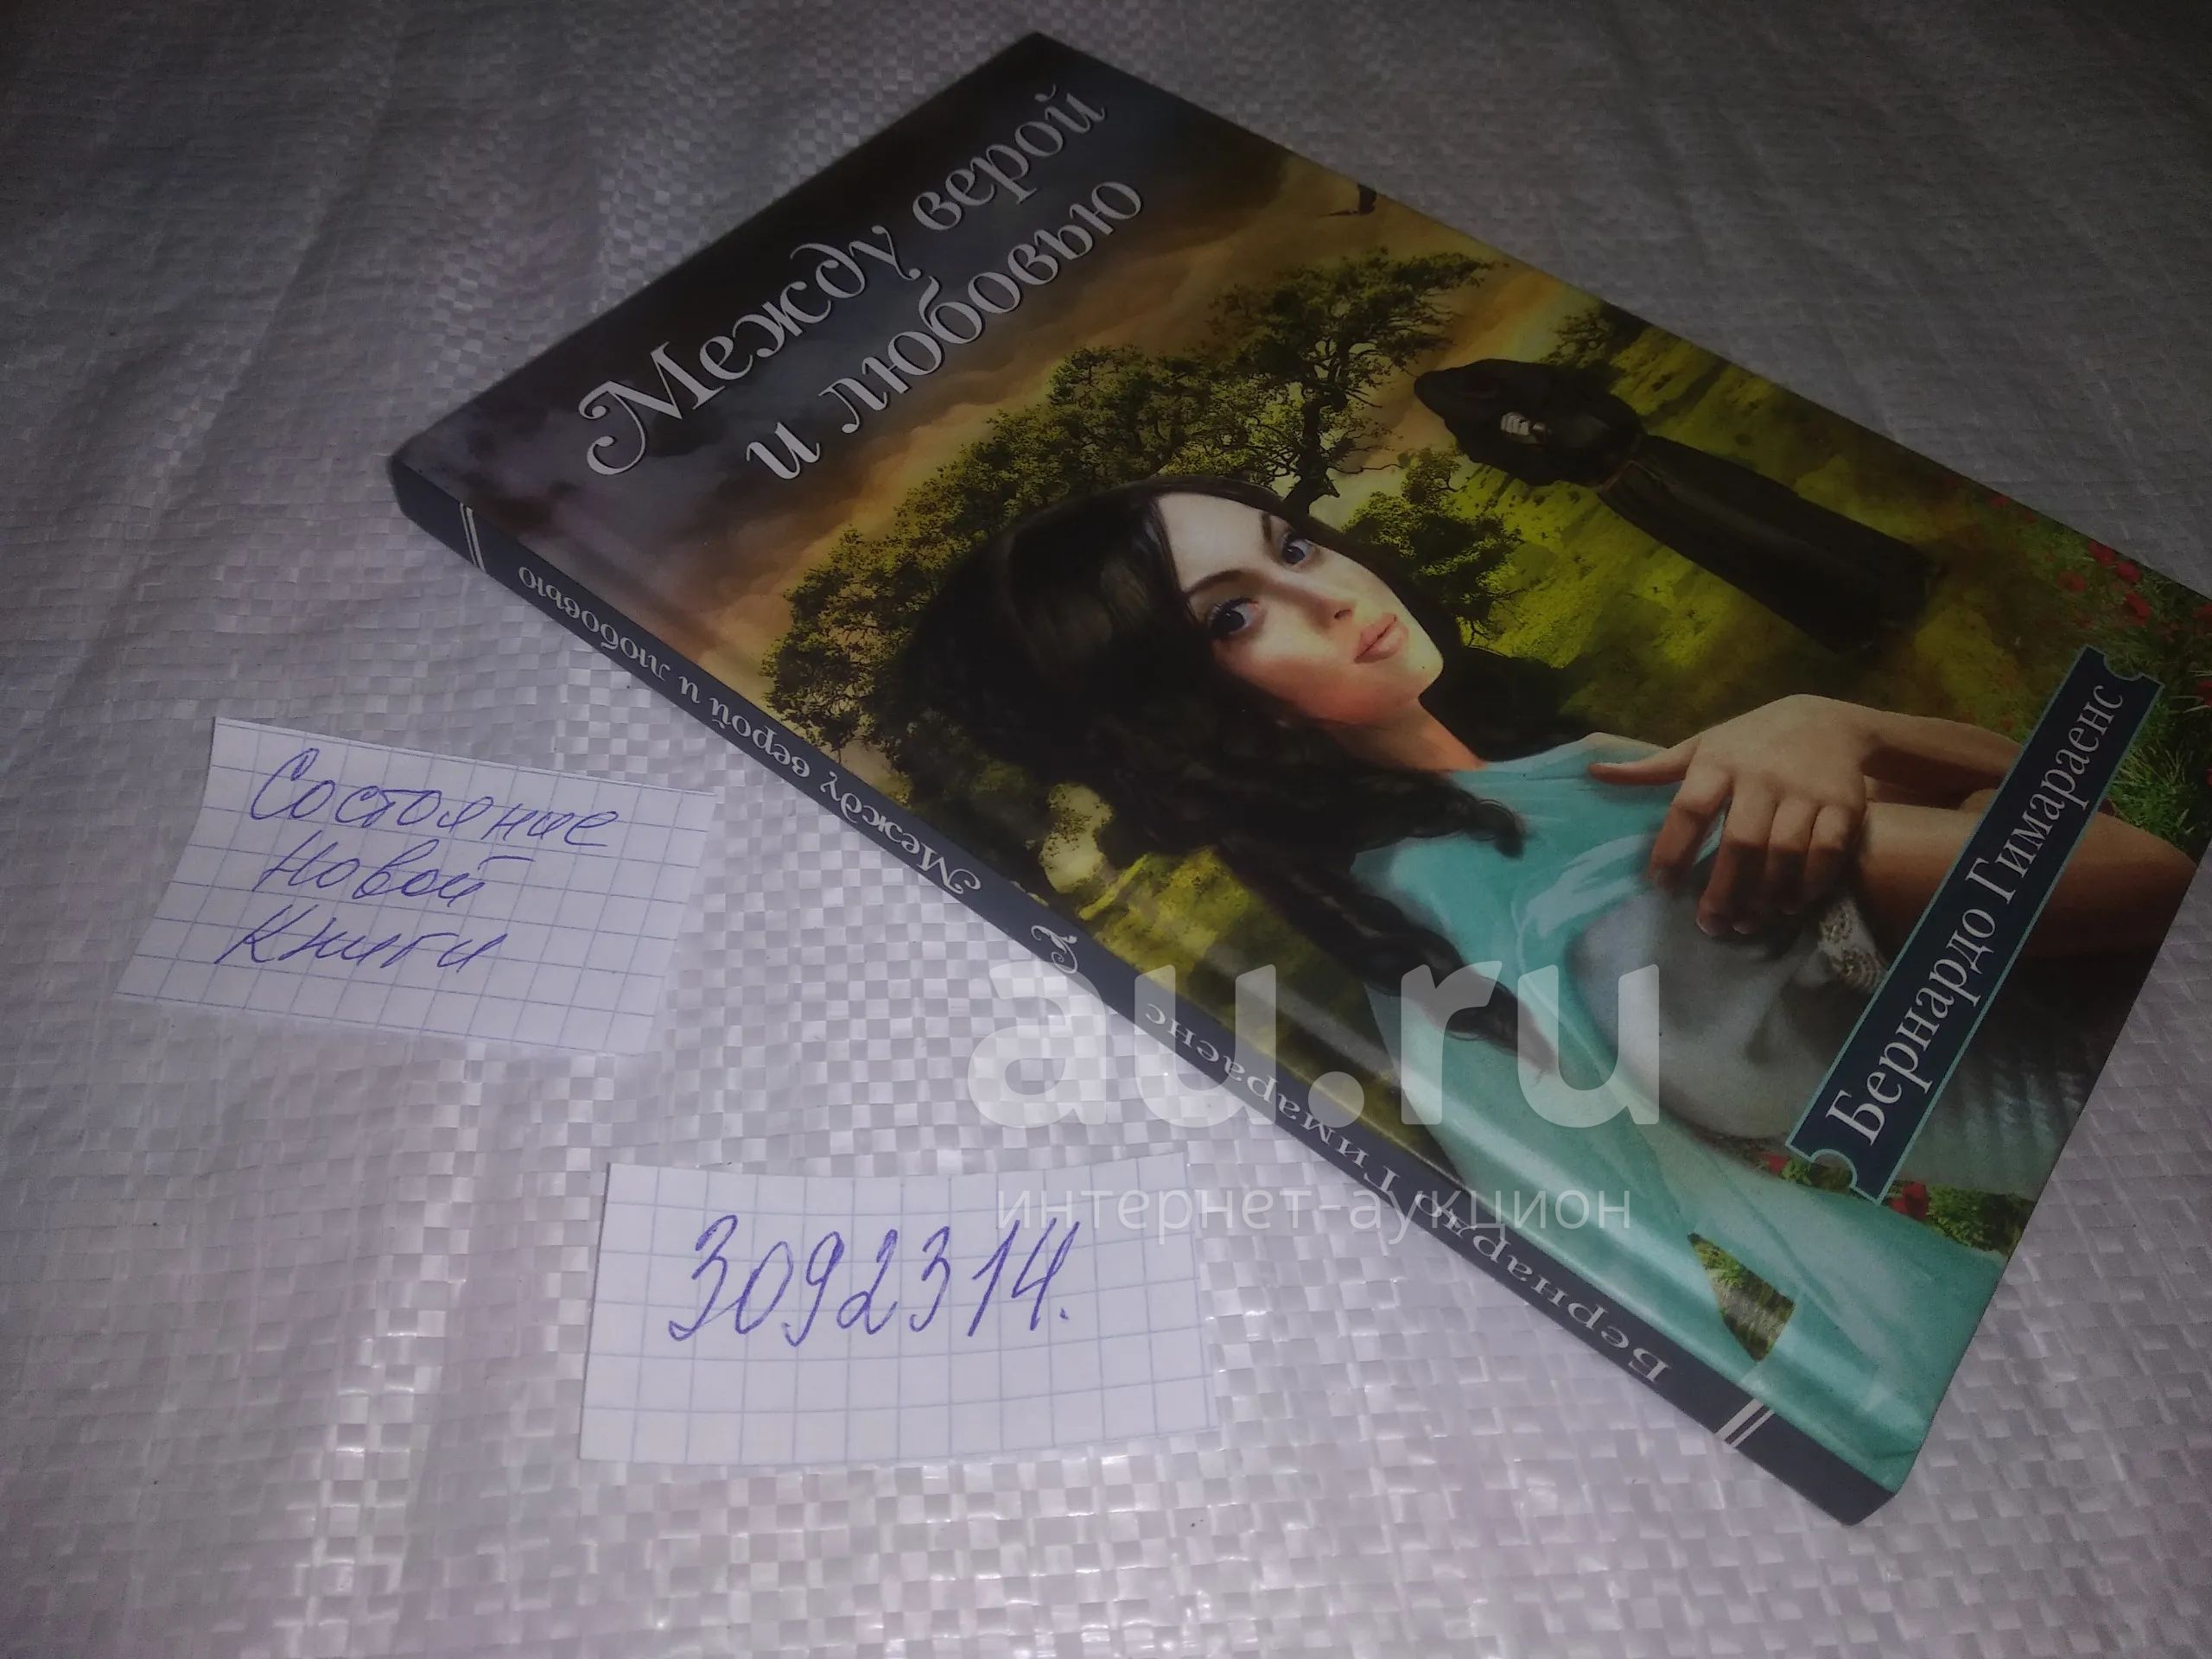 Между верой
и любовью
Бернардо Гимараенс
Бернардо Гимараенс Между верой и любовью
Состояние
новой
книги
3092314.
au.ru
интернет-аукцион